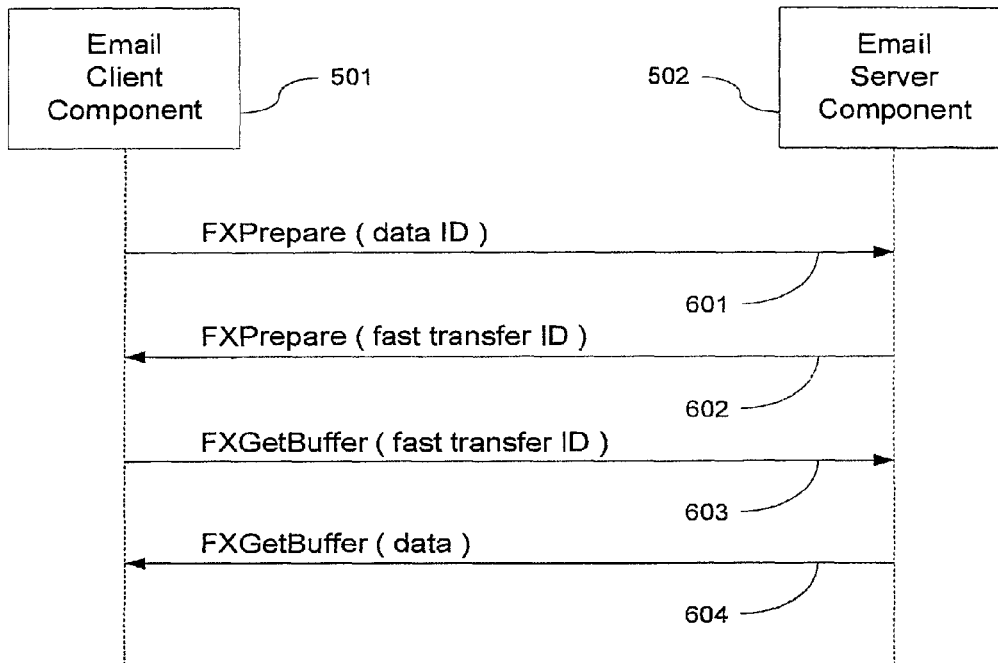 Email
Client
Component
501
502
Email
Server
Component
FXPrepare ( data ID )
601
FXPrepare ( fast transfer ID )
602
FXGetBuffer ( fast transfer ID )
603
FXGetBuffer ( data )
604